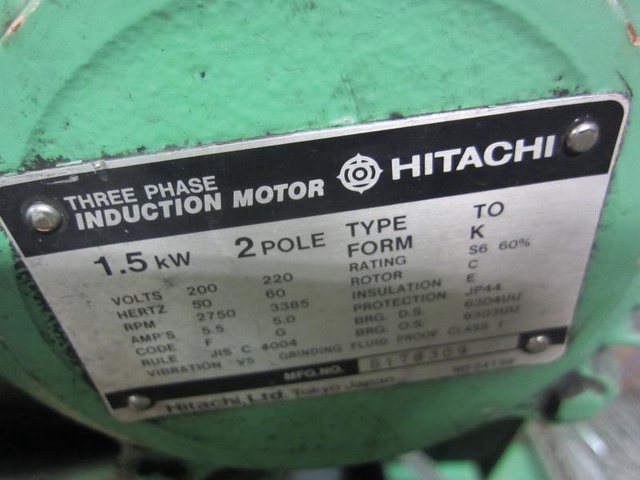 THREE PHASE
INDUCTION MOTOR HITACHI
1.5 kW 2 POLE
VOLTS 200 220
HERTZ 50 60
RPM 2750 3385
AMP'S 5.5 5.0
CODE F G
RULE JIS C 4004
VIBRATION V5 GRINDING FLUID PROOF CLASS 1
TYPE TO
FORM K
RATING S6 60%
ROTOR C
INSULATION E
PROTECTION JP44
BRG. D.S. 6304UU
BRG. O.S. 6303UU
MFG.NO.
Hitachi, Ltd. Tokyo Japan